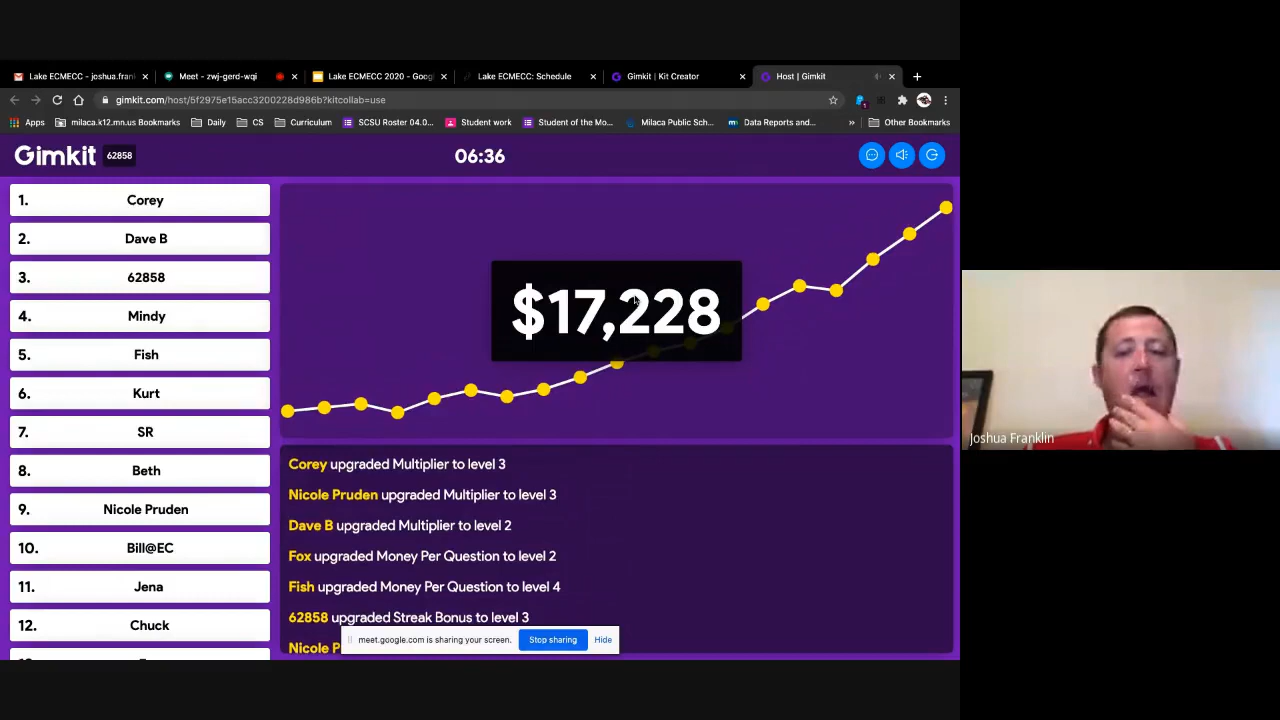 Lake ECMECC - joshua.fran
Meet - zwj-gerd-wqi
Lake ECMECC 2020 - Goog
Lake ECMECC: Schedule
Gimkit | Kit Creator
Host | Gimkit
gimkit.com/host/5f2975e15acc3200228d986b?kitcollab=use
Apps
milaca.k12.mn.us Bookmarks
Daily
CS
Curriculum
SCSU Roster 04.0...
Student work
Student of the Mo...
Milaca Public Sch...
Data Reports and...
Other Bookmarks
Gimkit 62858
06:36
1. Corey
2. Dave B
3. 62858
4. Mindy
5. Fish
6. Kurt
7. SR
8. Beth
9. Nicole Pruden
10. Bill@EC
11. Jena
12. Chuck
$17,228
Corey upgraded Multiplier to level 3
Nicole Pruden upgraded Multiplier to level 3
Dave B upgraded Multiplier to level 2
Fox upgraded Money Per Question to level 2
Fish upgraded Money Per Question to level 4
62858 upgraded Streak Bonus to level 3
Nicole P
meet.google.com is sharing your screen.
Stop sharing
Hide
Joshua Franklin